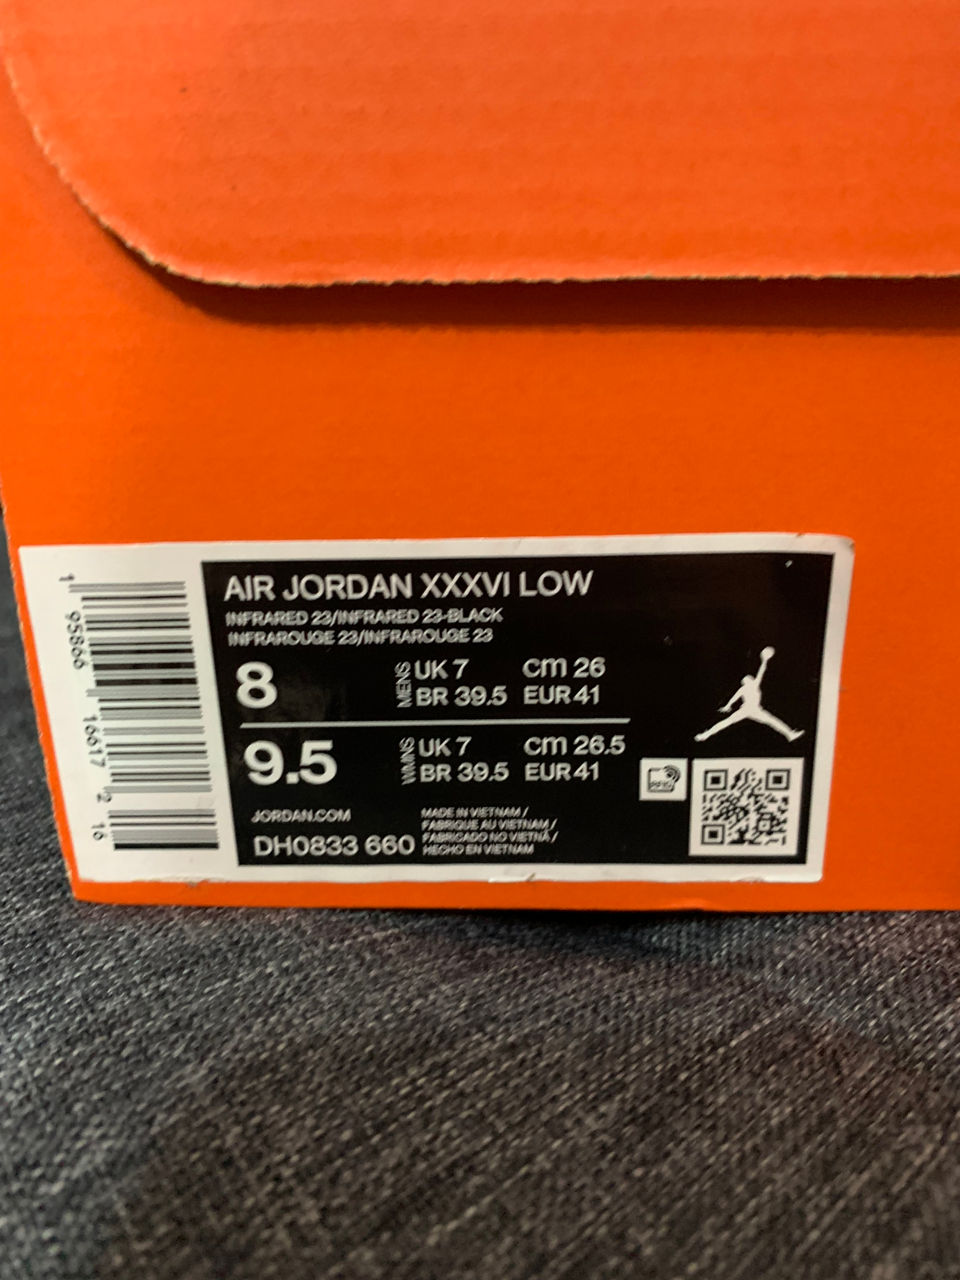 AIR JORDAN XXXVI LOW
INFRARED 23/INFRARED 23-BLACK
INFRAROUGE 23/INFRAROUGE 23
8 MENS UK 7 cm 26
BR 39.5 EUR 41
9.5 WMNS UK 7 cm 26.5
BR 39.5 EUR 41
JORDAN.COM
DH0833 660
MADE IN VIETNAM /
FABRIQUE AU VIETNAM /
FABRICADO NO VIETNÃ /
HECHO EN VIETNAM
RFID
1 95866 16617 2 16